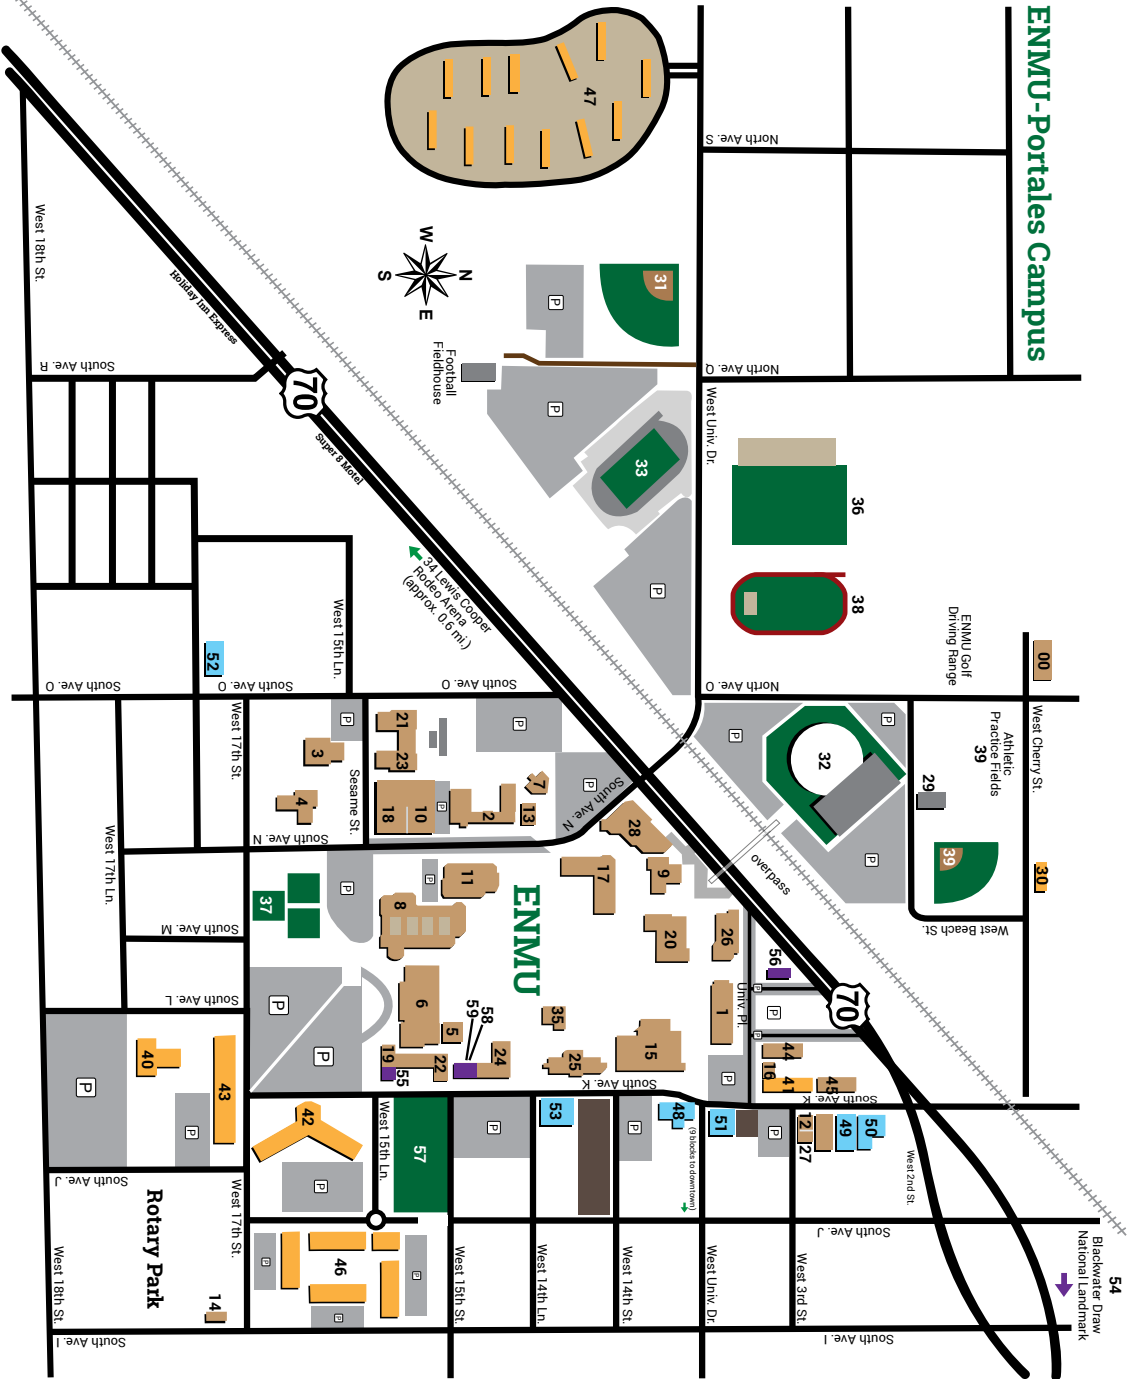 ENMU-Portales Campus
North Ave. S
47
W
N
S
E
West 18th St.
Holiday Inn Express
31
P
South Ave. R
North Ave. Q
Football
Fieldhouse
West Univ. Dr.
70
P
Super 8 Motel
33
36
34 Lewis Cooper
Rodeo Arena
(approx. 0.6 mi.)
P
38
ENMU Golf
Driving Range
00
West 15th Ln.
52
South Ave. O
South Ave. O
South Ave. O
North Ave. O
West 17th St.
P
21
P
P
P
32
Athletic
Practice Fields
39
West Cherry St.
3
23
Sesame St.
7
P
South Ave. N
29
4
18
10
P
2
13
28
overpass
P
39
30
South Ave. N
West 17th Ln.
37
P
P
11
17
9
8
ENMU
20
26
56
West Beach St.
South Ave. M
South Ave. L
P
P
6
5
59
58
35
15
1
Univ. Pl.
P
P
P
70
40
43
19
55
22
24
25
South Ave. K
P
44
16
41
45
South Ave. K
P
P
42
West 15th Ln.
57
P
53
P
48
(9 blocks to downtown)
51
P
12
27
49
50
West 2nd St.
South Ave. J
P
West 17th St.
South Ave. J
Rotary Park
54
Blackwater Draw
National Landmark
West 18th St.
14
P
46
P
P
West 15th St.
West 14th Ln.
West 14th St.
West Univ. Dr.
West 3rd St.
South Ave. I
South Ave. I